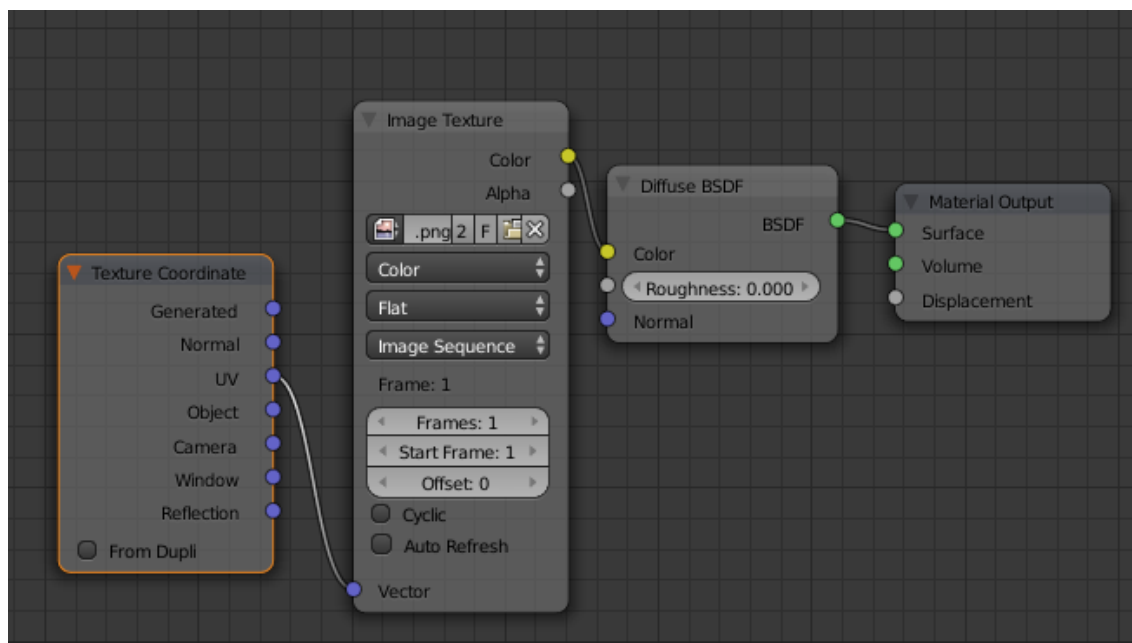 Texture Coordinate
Generated
Normal
UV
Object
Camera
Window
Reflection
From Dupli
Image Texture
Color
Alpha
.png 2 F
Color
Flat
Image Sequence
Frame: 1
Frames: 1
Start Frame: 1
Offset: 0
Cyclic
Auto Refresh
Vector
Diffuse BSDF
BSDF
Color
Roughness: 0.000
Normal
Material Output
Surface
Volume
Displacement